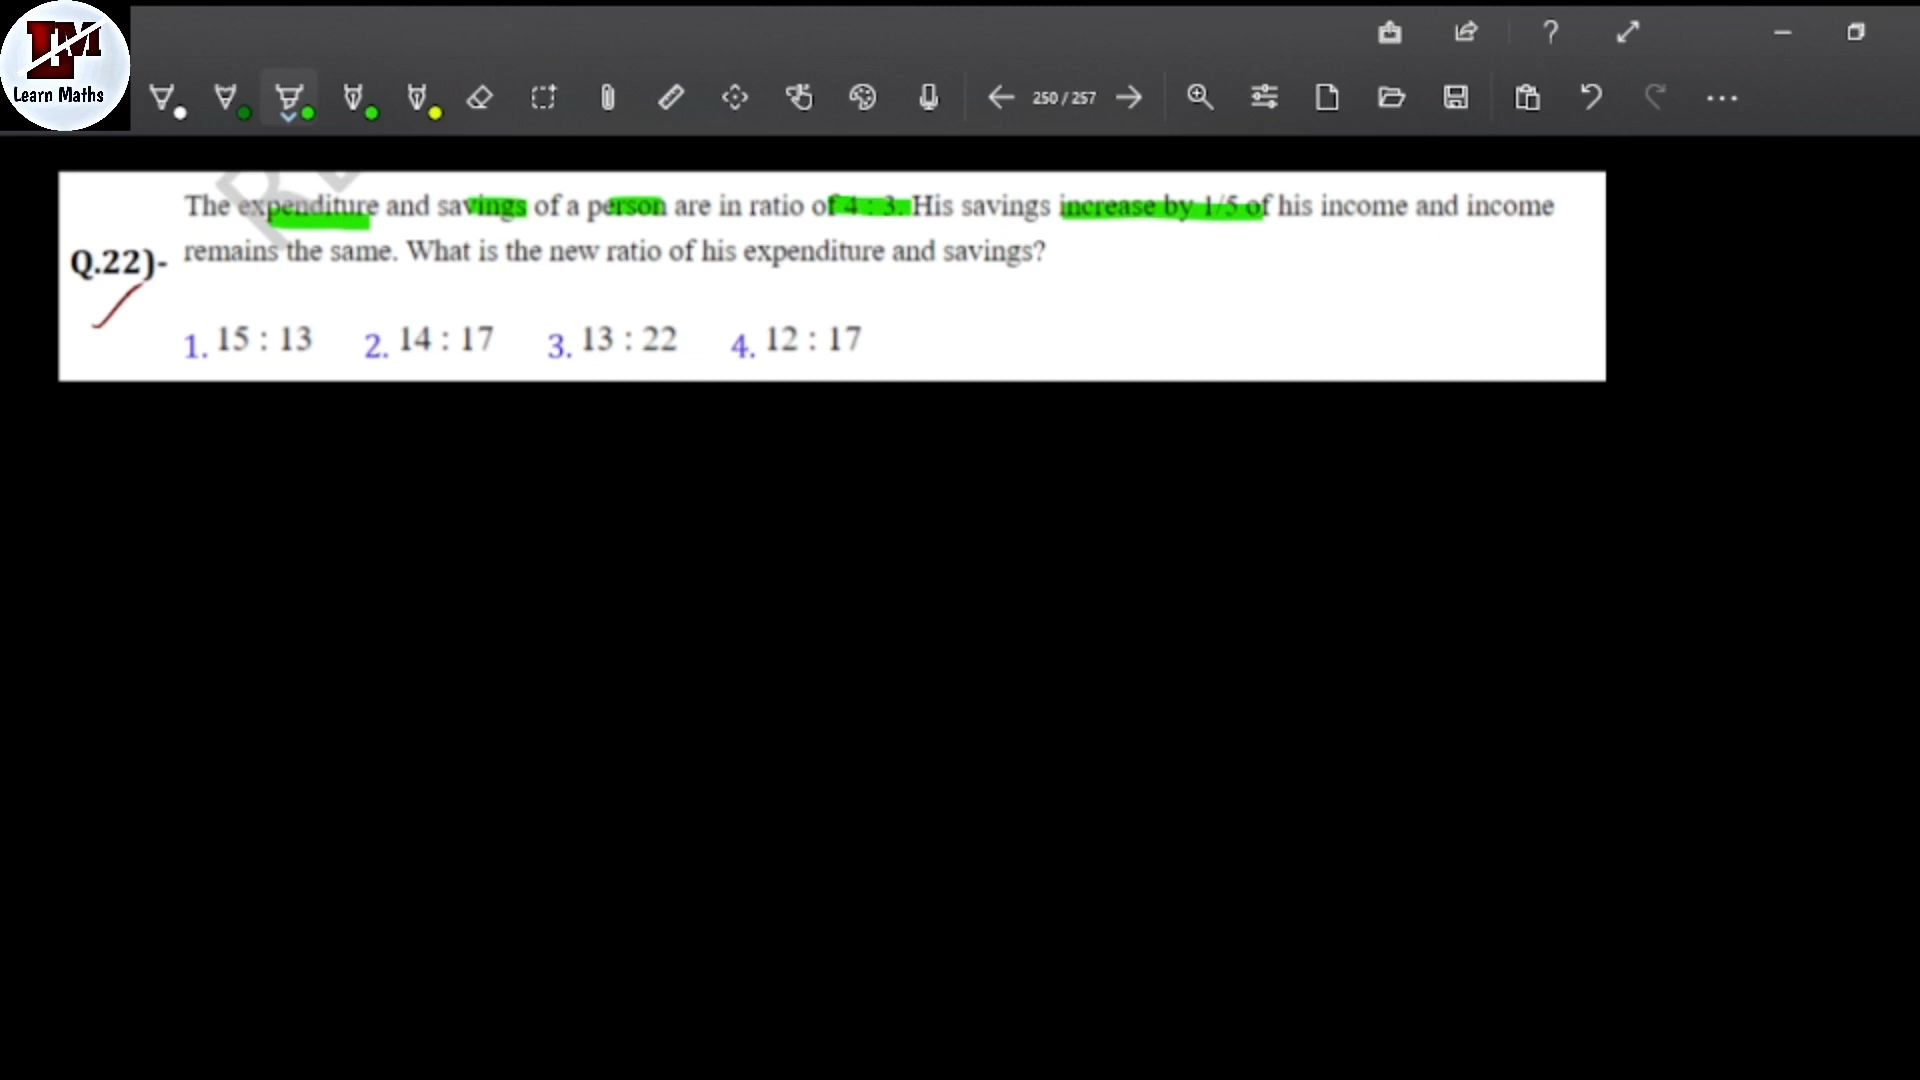 LM
Learn Maths
250 / 257
The expenditure and savings of a person are in ratio of 4 : 3. His savings increase by 1/5 of his income and income
Q.22)- remains the same. What is the new ratio of his expenditure and savings?
1. 15 : 13 2. 14 : 17 3. 13 : 22 4. 12 : 17